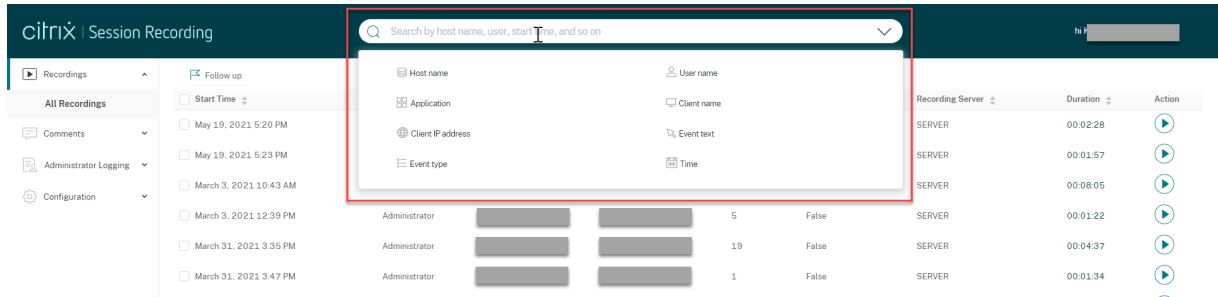 citrix | Session Recording
Search by host name, user, start time, and so on
hi
Recordings
Follow up
Host name
User name
All Recordings
Start Time
Application
Client name
Recording Server
Duration
Action
Comments
May 19, 2021 5:20 PM
Client IP address
Event text
SERVER
00:02:28
Administrator Logging
May 19, 2021 5:23 PM
Event type
Time
SERVER
00:01:57
Configuration
March 3, 2021 10:43 AM
SERVER
00:08:05
March 3, 2021 12:39 PM
Administrator
5
False
SERVER
00:01:22
March 31, 2021 3:35 PM
Administrator
19
False
SERVER
00:04:37
March 31, 2021 3:47 PM
Administrator
1
False
SERVER
00:01:34